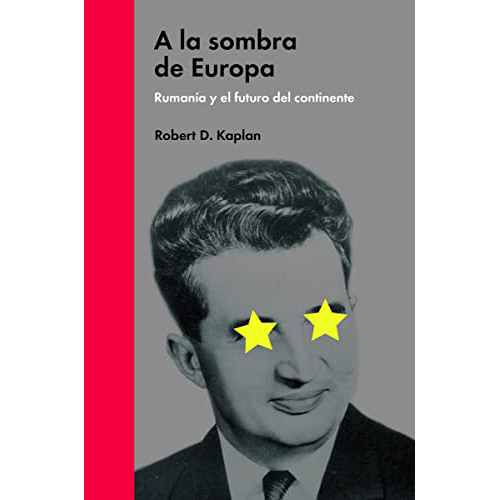 A la sombra
de Europa
Rumanía y el futuro del continente
Robert D. Kaplan